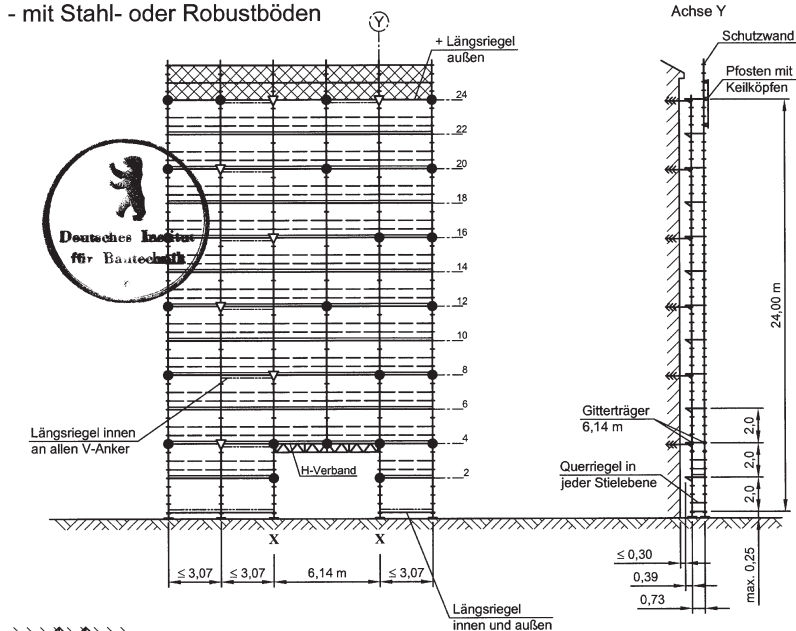 - mit Stahl- oder Robustböden
Y
Achse Y
Schutzwand
+ Längsriegel
außen
Pfosten mit
Keilköpfen
24
22
20
18
16
14
12
10
8
6
4
2
Deutsches Institut
für Bautechnik
24,00 m
Längsriegel innen
an allen V-Anker
H-Verband
Gitterträger
6,14 m
Querriegel in
jeder Stielebene
2,0
2,0
2,0
X
X
≤ 3,07
≤ 3,07
6,14 m
≤ 3,07
≤ 0,30
0,39
0,73
max. 0,25
Längsriegel
innen und außen